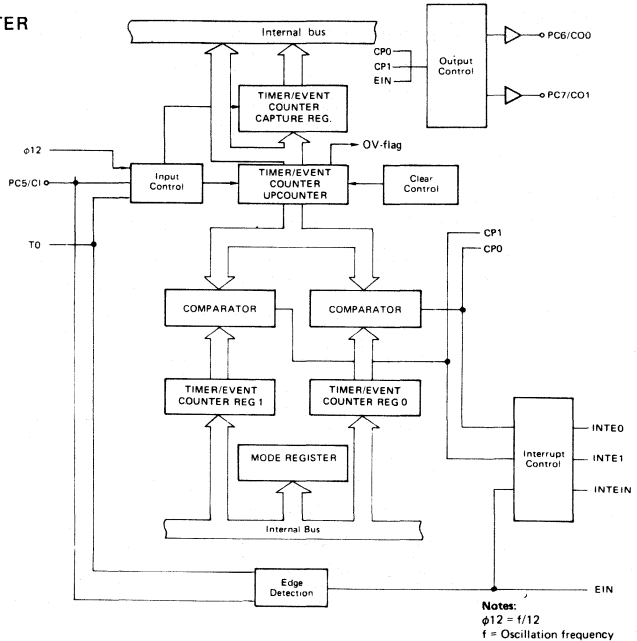 TER
Internal bus
CP0
CP1
EIN
Output
Control
PC6/CO0
PC7/CO1
TIMER/EVENT
COUNTER
CAPTURE REG.
OV-flag
ϕ12
PC5/CI
T0
Input
Control
TIMER/EVENT
COUNTER
UPCOUNTER
Clear
Control
CP1
CP0
COMPARATOR
COMPARATOR
TIMER/EVENT
COUNTER REG 1
TIMER/EVENT
COUNTER REG 0
MODE REGISTER
Internal Bus
Interrupt
Control
INTE0
INTE1
INTEIN
Edge
Detection
EIN
Notes:
ϕ12 = f/12
f = Oscillation frequency